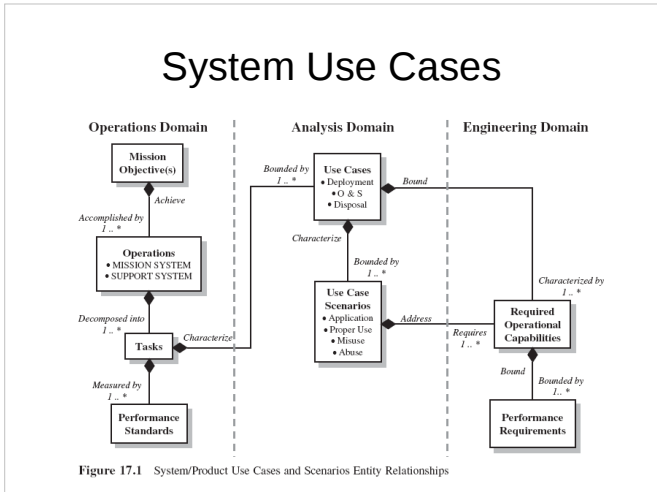 System Use Cases
Operations Domain
Analysis Domain
Engineering Domain
Mission
Objective(s)
Achieve
Accomplished by
1 .. *
Operations
• MISSION SYSTEM
• SUPPORT SYSTEM
Decomposed into
1 .. *
Tasks
Characterize
Measured by
1 .. *
Performance
Standards
Bounded by
1 .. *
Use Cases
• Deployment
• O & S
• Disposal
Bound
Characterize
Bounded by
1 .. *
Use Case
Scenarios
• Application
• Proper Use
• Misuse
• Abuse
Address
Characterized by
1 .. *
Requires
1 .. *
Required
Operational
Capabilities
Bound
Bounded by
1.. *
Performance
Requirements
Figure 17.1 System/Product Use Cases and Scenarios Entity Relationships